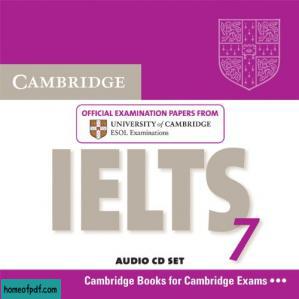 CAMBRIDGE
OFFICIAL EXAMINATION PAPERS FROM
UNIVERSITY of CAMBRIDGE
ESOL Examinations
IELTS 7
AUDIO CD SET
Cambridge Books for Cambridge Exams •••
homeofpdf.com